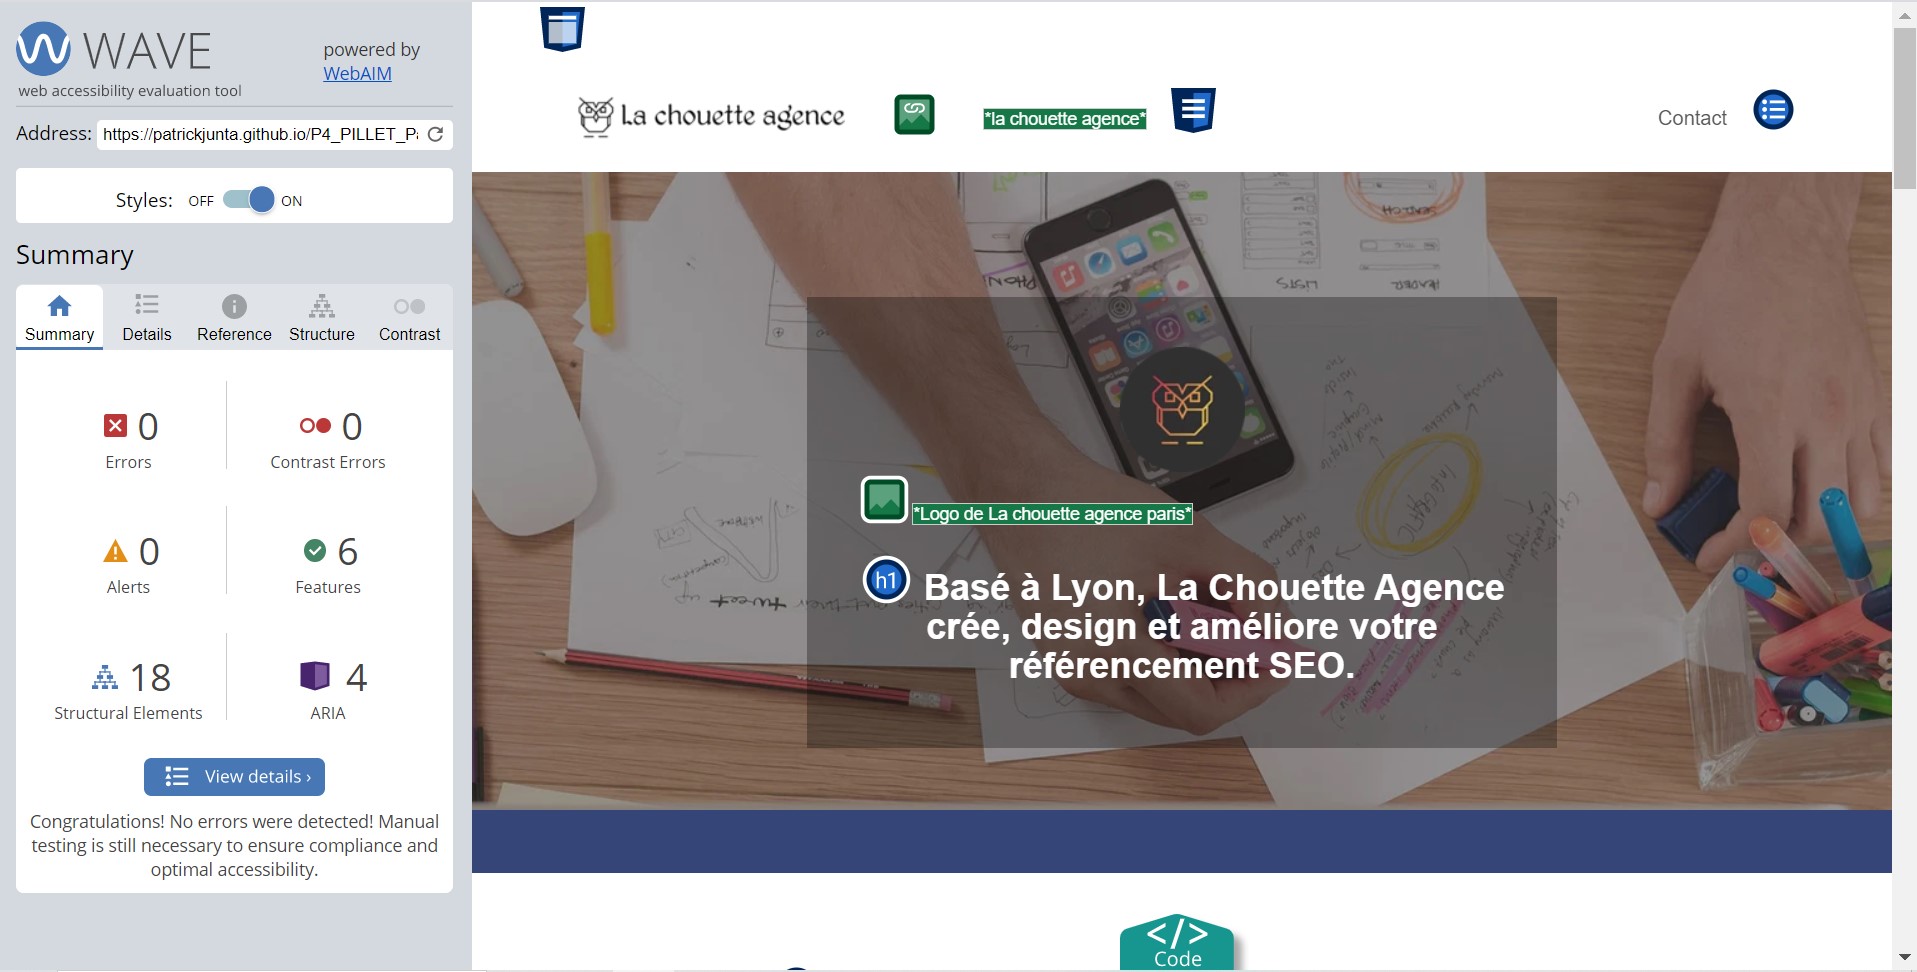 WAVE
web accessibility evaluation tool
powered by
WebAIM
Address: https://patrickjunta.github.io/P4_PILLET_P
Styles: OFF ON
Summary
Summary Details Reference Structure Contrast
0
Errors
0
Contrast Errors
0
Alerts
6
Features
18
Structural Elements
4
ARIA
View details ›
Congratulations! No errors were detected! Manual
testing is still necessary to ensure compliance and
optimal accessibility.
La chouette agence
*la chouette agence*
Contact
SEARCH
PHONE
LISTS
HEADER
*Logo de La chouette agence paris*
h1 Basé à Lyon, La Chouette Agence
crée, design et améliore votre
référencement SEO.
</>
Code